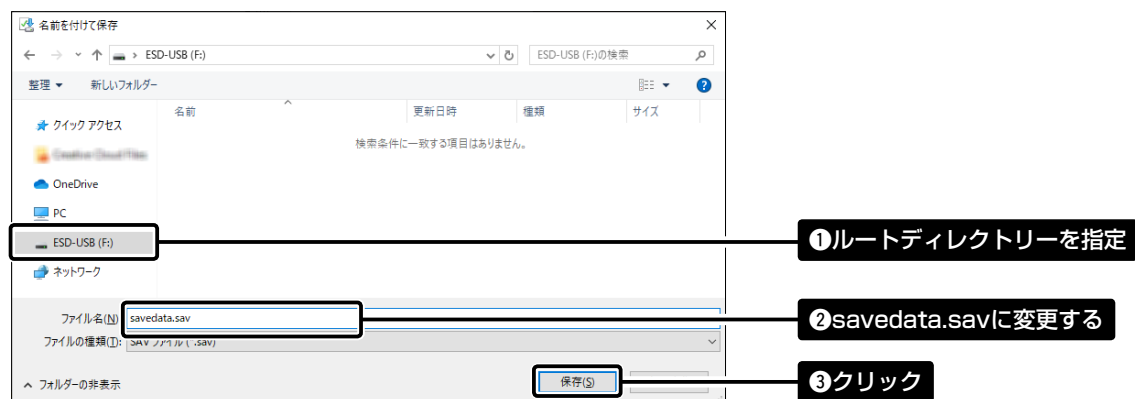 名前を付けて保存
ESD-USB (F:)
ESD-USB (F:)の検索
整理
新しいフォルダー
名前
更新日時
種類
サイズ
検索条件に一致する項目はありません。
クイック アクセス
OneDrive
PC
ESD-USB (F:)
ネットワーク
❶ルートディレクトリーを指定
ファイル名(N)
savedata.sav
❷savedata.savに変更する
ファイルの種類(T): SAV ファイル (*.sav)
フォルダーの非表示
保存(S)
❸クリック